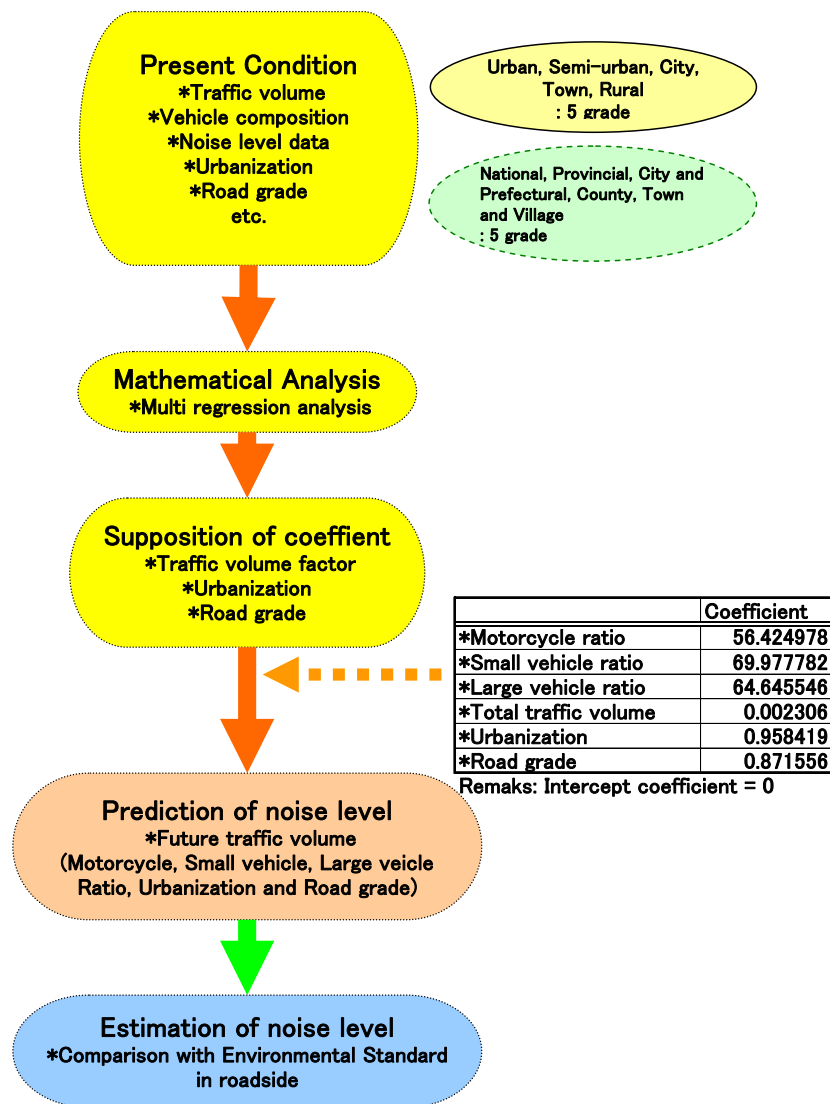 Present Condition
*Traffic volume
*Vehicle composition
*Noise level data
*Urbanization
*Road grade
etc.
Urban, Semi-urban, City,
Town, Rural
: 5 grade
National, Provincial, City and
Prefectural, County, Town
and Village
: 5 grade
Mathematical Analysis
*Multi regression analysis
Supposition of coeffient
*Traffic volume factor
*Urbanization
*Road grade
Coefficient
*Motorcycle ratio 56.424978
*Small vehicle ratio 69.977782
*Large vehicle ratio 64.645546
*Total traffic volume 0.002306
*Urbanization 0.958419
*Road grade 0.871556
Remaks: Intercept coefficient = 0
Prediction of noise level
*Future traffic volume
(Motorcycle, Small vehicle, Large veicle
Ratio, Urbanization and Road grade)
Estimation of noise level
*Comparison with Environmental Standard
in roadside